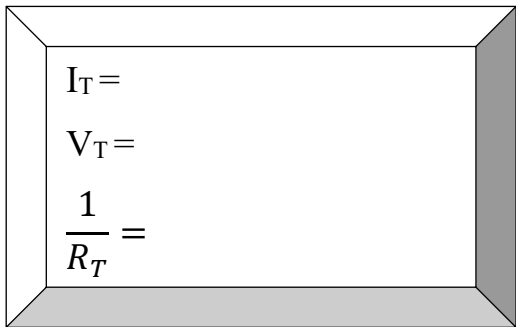 I_T =
V_T =
1/R_T =